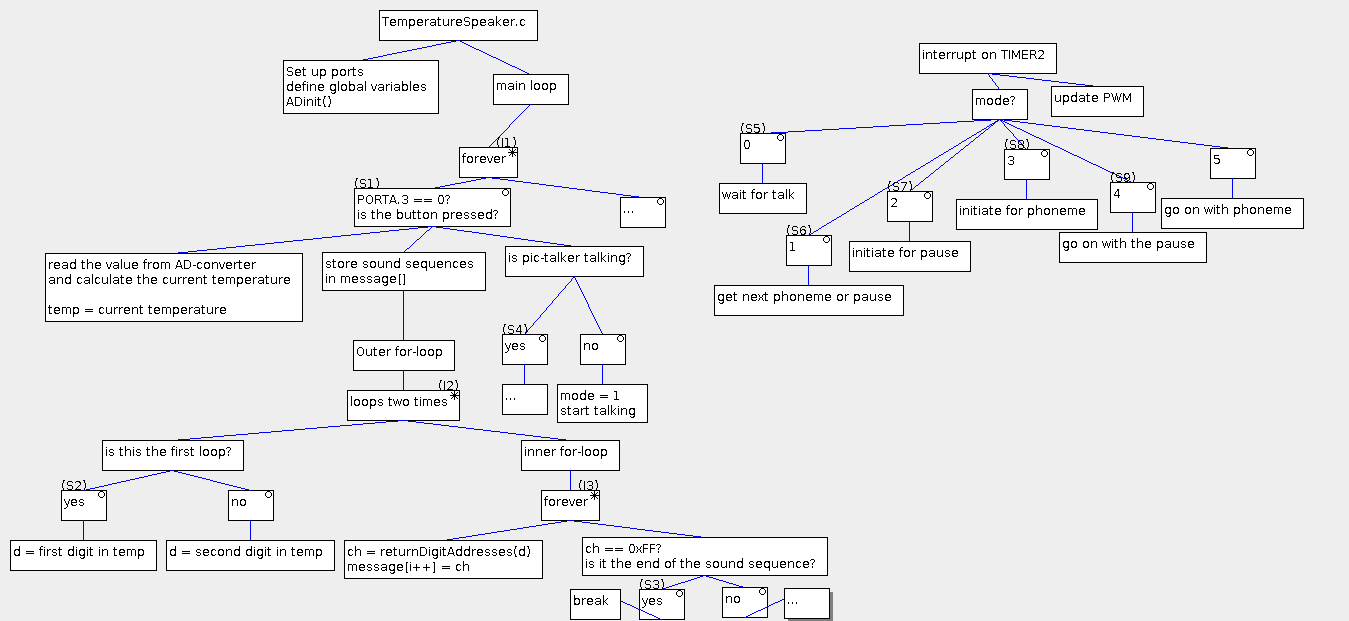 TemperatureSpeaker.c
Set up ports
define global variables
ADinit()
main loop
(I1)
forever*
(S1)
PORTA.3 == 0?
is the button pressed?
...
read the value from AD-converter
and calculate the current temperature
temp = current temperature
store sound sequences
in message[]
is pic-talker talking?
(S4)
yes
no
...
mode = 1
start talking
Outer for-loop
(I2)
loops two times*
is this the first loop?
inner for-loop
(S2)
yes
no
d = first digit in temp
d = second digit in temp
(I3)
forever*
ch = returnDigitAddresses(d)
message[i++] = ch
ch == 0xFF?
is it the end of the sound sequence?
(S3)
break
yes
no
...
interrupt on TIMER2
mode?
update PWM
(S5)
0
wait for talk
(S6)
1
get next phoneme or pause
(S7)
2
initiate for pause
(S8)
3
initiate for phoneme
(S9)
4
go on with the pause
5
go on with phoneme